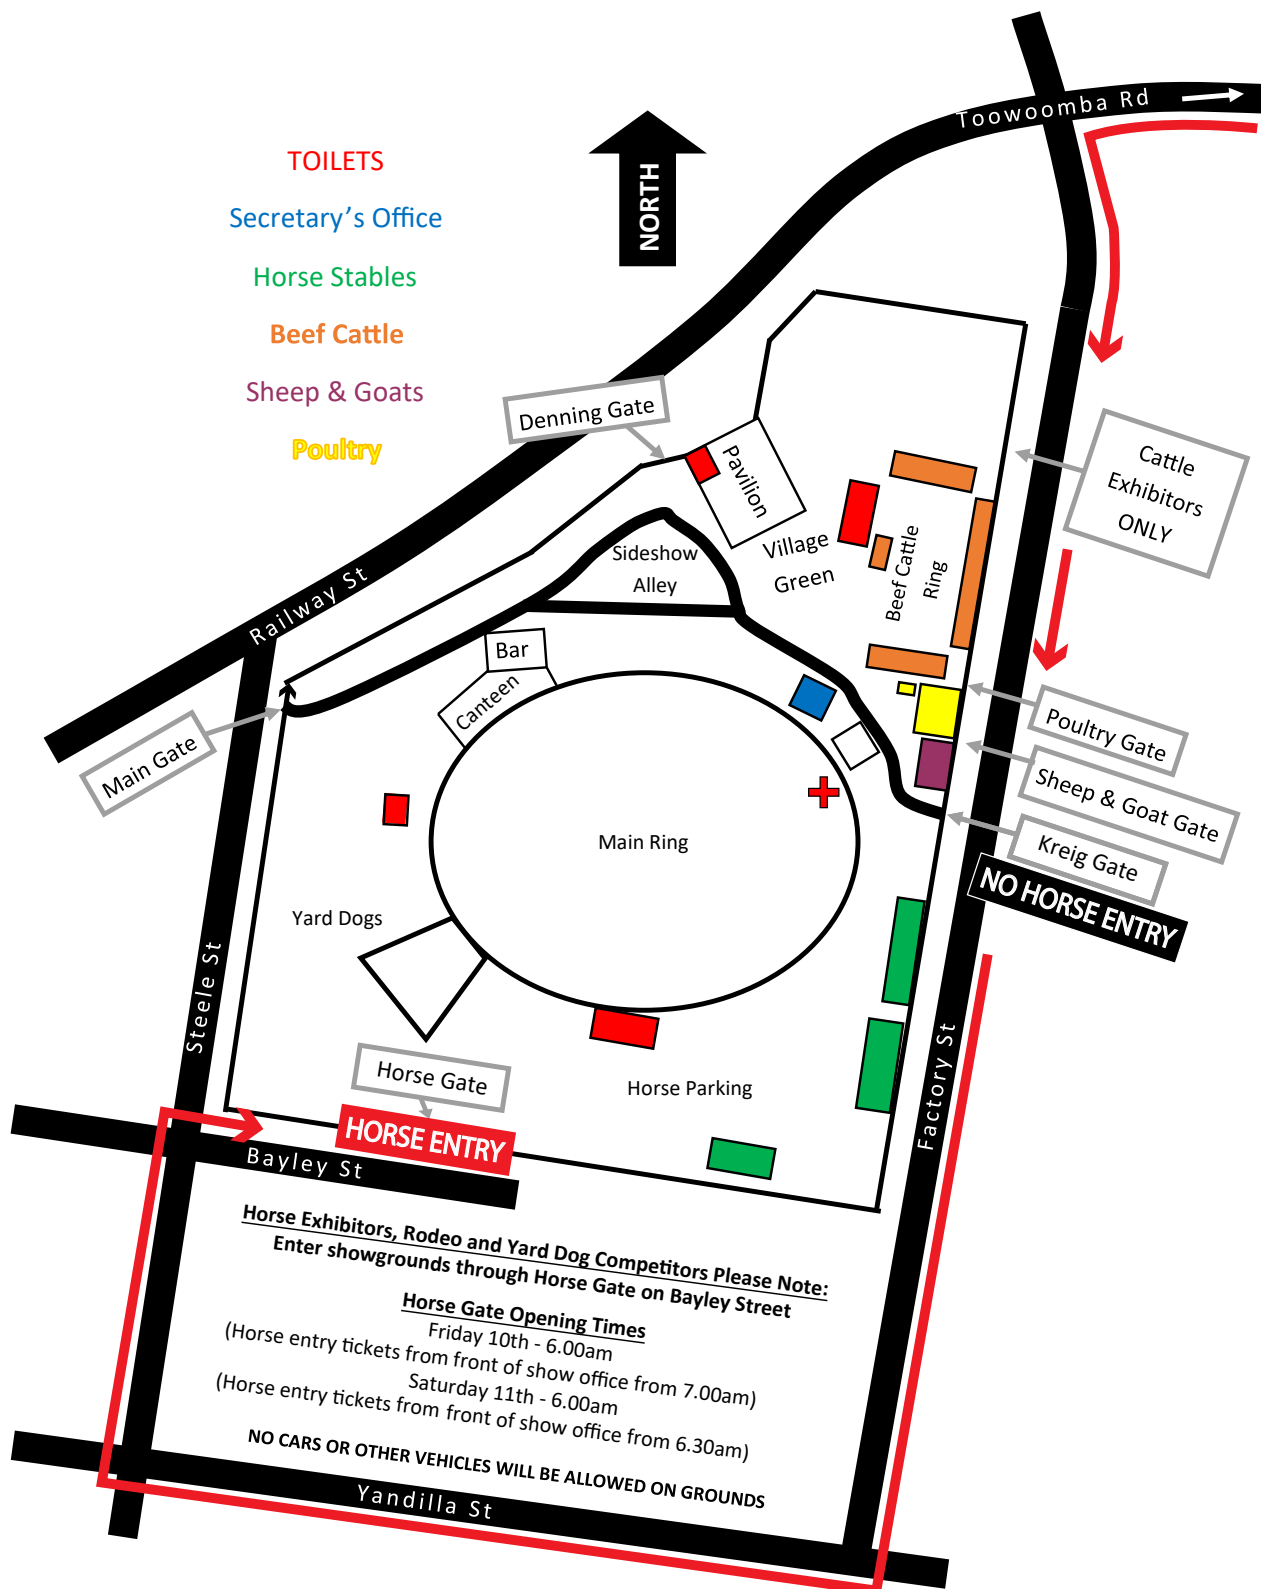 Toowoomba Rd
TOILETS
Secretary's Office
Horse Stables
Beef Cattle
Sheep & Goats
Poultry
NORTH
Denning Gate
Pavilion
Cattle
Exhibitors
ONLY
Village
Green
Beef Cattle
Ring
Sideshow
Alley
Railway St
Bar
Canteen
Main Gate
Poultry Gate
Sheep & Goat Gate
Kreig Gate
NO HORSE ENTRY
Main Ring
Yard Dogs
Steele St
Horse Gate
HORSE ENTRY
Horse Parking
Factory St
Bayley St
Horse Exhibitors, Rodeo and Yard Dog Competitors Please Note:
Enter showgrounds through Horse Gate on Bayley Street
Horse Gate Opening Times
Friday 10th - 6.00am
(Horse entry tickets from front of show office from 7.00am)
Saturday 11th - 6.00am
(Horse entry tickets from front of show office from 6.30am)
NO CARS OR OTHER VEHICLES WILL BE ALLOWED ON GROUNDS
Yandilla St